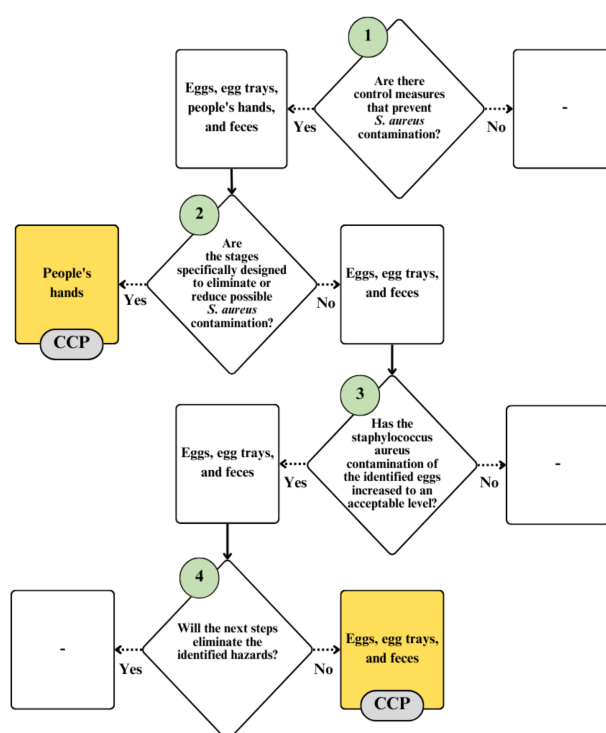 1
Are there
control measures
that prevent
S. aureus
contamination?
Eggs, egg trays,
people's hands,
and feces
Yes
No
-
2
Are
the stages
specifically designed
to eliminate or
reduce possible
S. aureus
contamination?
People's
hands
CCP
Yes
No
Eggs, egg trays,
and feces
3
Has the
staphylococcus
aureus
contamination of
the identified eggs
increased to an
acceptable level?
Eggs, egg trays,
and feces
Yes
No
-
4
Will the next steps
eliminate the
identified hazards?
-
Yes
No
Eggs, egg trays,
and feces
CCP